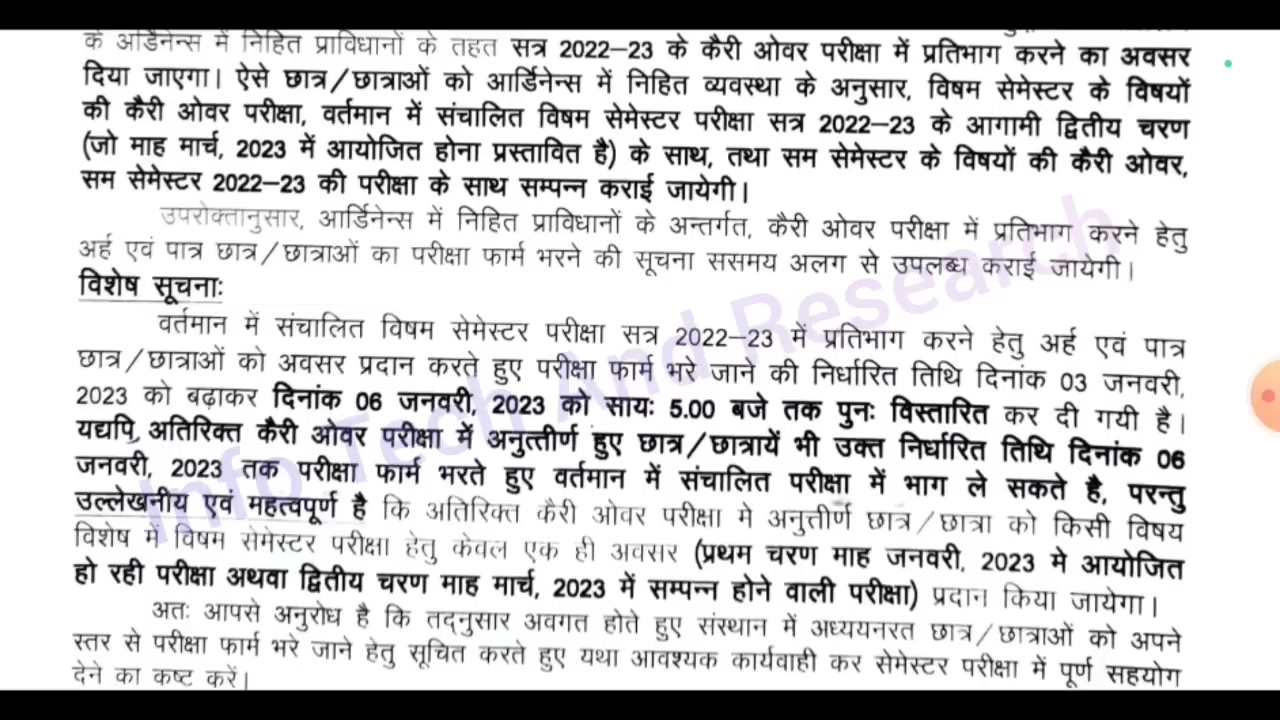 के अर्डिनेन्स में निहित प्राविधानों के तहत सत्र 2022–23 के कैरी ओवर परीक्षा में प्रतिभाग करने का अवसर
दिया जाएगा। ऐसे छात्र/छात्राओं को आर्डिनेन्स में निहित व्यवस्था के अनुसार, विषम सेमेस्टर के विषयों
की कैरी ओवर परीक्षा, वर्तमान में संचालित विषम सेमेस्टर परीक्षा सत्र 2022–23 के आगामी द्वितीय चरण
(जो माह मार्च, 2023 में आयोजित होना प्रस्तावित है) के साथ, तथा सम सेमेस्टर के विषयों की कैरी ओवर,
सम सेमेस्टर 2022–23 की परीक्षा के साथ सम्पन्न कराई जायेगी।
उपरोक्तानुसार, आर्डिनेन्स में निहित प्राविधानों के अन्तर्गत, कैरी ओवर परीक्षा में प्रतिभाग करने हेतु
अर्ह एवं पात्र छात्र/छात्राओं का परीक्षा फार्म भरने की सूचना ससमय अलग से उपलब्ध कराई जायेगी।
विशेष सूचनाः
वर्तमान में संचालित विषम सेमेस्टर परीक्षा सत्र 2022–23 में प्रतिभाग करने हेतु अर्ह एवं पात्र
छात्र/छात्राओं को अवसर प्रदान करते हुए परीक्षा फार्म भरे जाने की निर्धारित तिथि दिनांक 03 जनवरी,
2023 को बढ़ाकर दिनांक 06 जनवरी, 2023 को सायः 5.00 बजे तक पुनः विस्तारित कर दी गयी है।
यद्यपि अतिरिक्त कैरी ओवर परीक्षा में अनुत्तीर्ण हुए छात्र/छात्रायें भी उक्त निर्धारित तिथि दिनांक 06
जनवरी, 2023 तक परीक्षा फार्म भरते हुए वर्तमान में संचालित परीक्षा में भाग ले सकते है, परन्तु
उल्लेखनीय एवं महत्वपूर्ण है कि अतिरिक्त कैरी ओवर परीक्षा मे अनुत्तीर्ण छात्र/छात्रा को किसी विषय
विशेष में विषम सेमेस्टर परीक्षा हेतु केवल एक ही अवसर (प्रथम चरण माह जनवरी, 2023 मे आयोजित
हो रही परीक्षा अथवा द्वितीय चरण माह मार्च, 2023 में सम्पन्न होने वाली परीक्षा) प्रदान किया जायेगा।
अतः आपसे अनुरोध है कि तद्नुसार अवगत होते हुए संस्थान में अध्ययनरत छात्र/छात्राओं को अपने
स्तर से परीक्षा फार्म भरे जाने हेतु सूचित करते हुए यथा आवश्यक कार्यवाही कर सेमेस्टर परीक्षा में पूर्ण सहयोग
देने का कष्ट करें।
Info Tech And Research